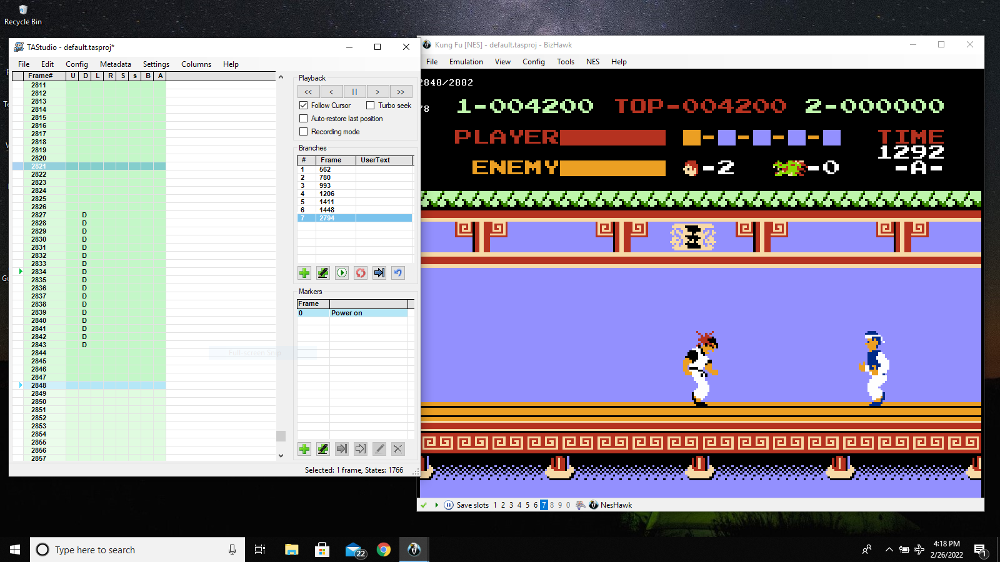 Recycle Bin
TAStudio - default.tasproj*
File Edit Config Metadata Settings Columns Help
Frame# U D L R S s B A
2811
2812
2813
2814
2815
2816
2817
2818
2819
2820
2821
2822
2823
2824
2825
2826
2827 D
2828 D
2829 D
2830 D
2831 D
2832 D
2833 D
2834 D
2835 D
2836 D
2837 D
2838 D
2839 D
2840 D
2841 D
2842 D
2843 D
2844
2845
2846
2847
2848
2849
2850
2851
2852
2853
2854
2855
2856
2857
Full-screen Snip
Playback
<< < || > >>
Follow Cursor Turbo seek
Auto-restore last position
Recording mode
Branches
# Frame UserText
1 562
2 780
3 993
4 1206
5 1411
6 1448
7 2794
Markers
Frame
0 Power on
Selected: 1 frame, States: 1766
Kung Fu [NES] - default.tasproj - BizHawk
File Emulation View Config Tools NES Help
2848/2882
78
1-004200 TOP-004200 2-000000
PLAYER TIME
1292
ENEMY -2 -0 -A-
Save slots 1 2 3 4 5 6 7 8 9 0 NesHawk
Type here to search
22
4:18 PM
2/26/2022
1